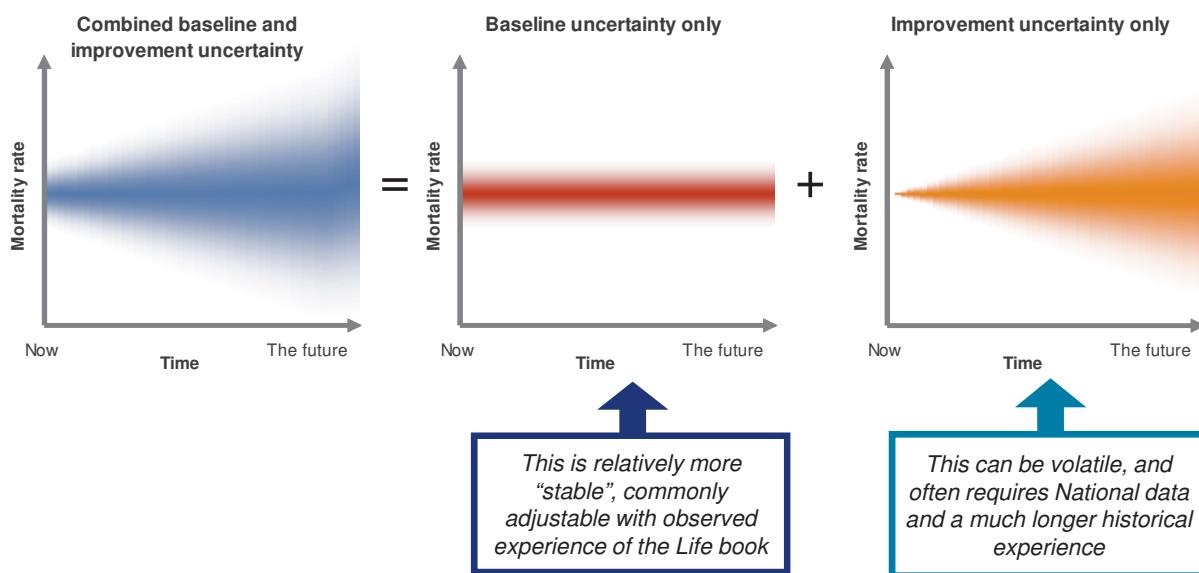 Combined baseline and
improvement uncertainty
Mortality rate
Now
Time
The future
=
Baseline uncertainty only
Mortality rate
Now
Time
The future
+
Improvement uncertainty only
Mortality rate
Now
Time
The future
This is relatively more
“stable”, commonly
adjustable with observed
experience of the Life book
This can be volatile, and
often requires National data
and a much longer historical
experience